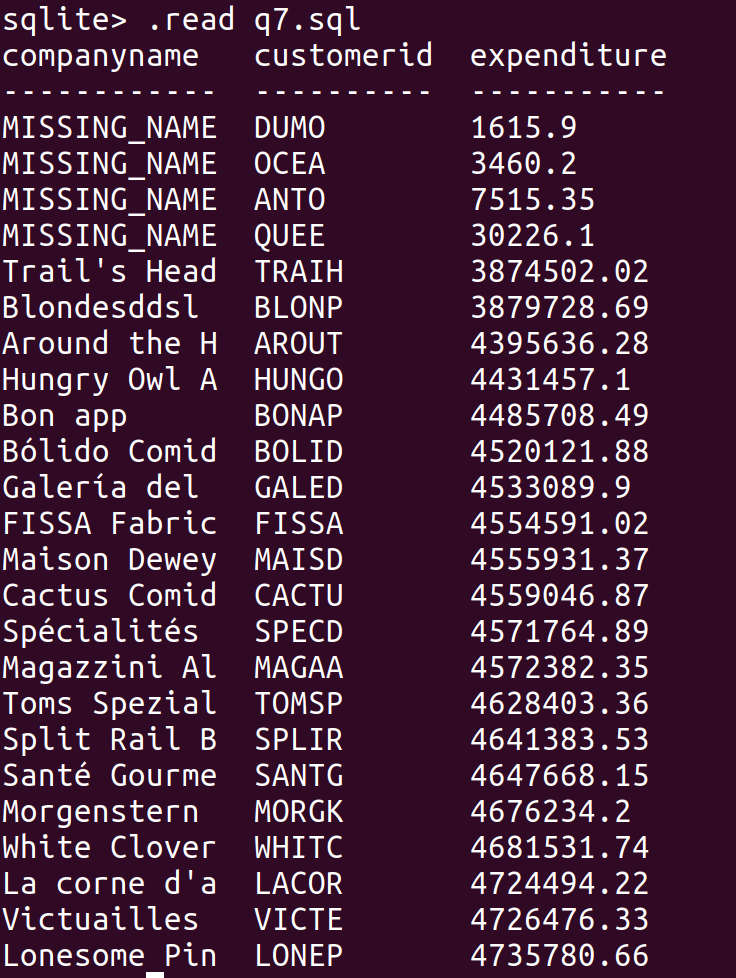 sqlite> .read q7.sql
companyname   customerid  expenditure
------------  ----------  -----------
MISSING_NAME  DUMO        1615.9
MISSING_NAME  OCEA        3460.2
MISSING_NAME  ANTO        7515.35
MISSING_NAME  QUEE        30226.1
Trail's Head  TRAIH       3874502.02
Blondesddsl   BLONP       3879728.69
Around the H  AROUT       4395636.28
Hungry Owl A  HUNGO       4431457.1
Bon app       BONAP       4485708.49
Bólido Comid  BOLID       4520121.88
Galería del   GALED       4533089.9
FISSA Fabric  FISSA       4554591.02
Maison Dewey  MAISD       4555931.37
Cactus Comid  CACTU       4559046.87
Spécialités   SPECD       4571764.89
Magazzini Al  MAGAA       4572382.35
Toms Spezial  TOMSP       4628403.36
Split Rail B  SPLIR       4641383.53
Santé Gourme  SANTG       4647668.15
Morgenstern   MORGK       4676234.2
White Clover  WHITC       4681531.74
La corne d'a  LACOR       4724494.22
Victuailles   VICTE       4726476.33
Lonesome Pin  LONEP       4735780.66